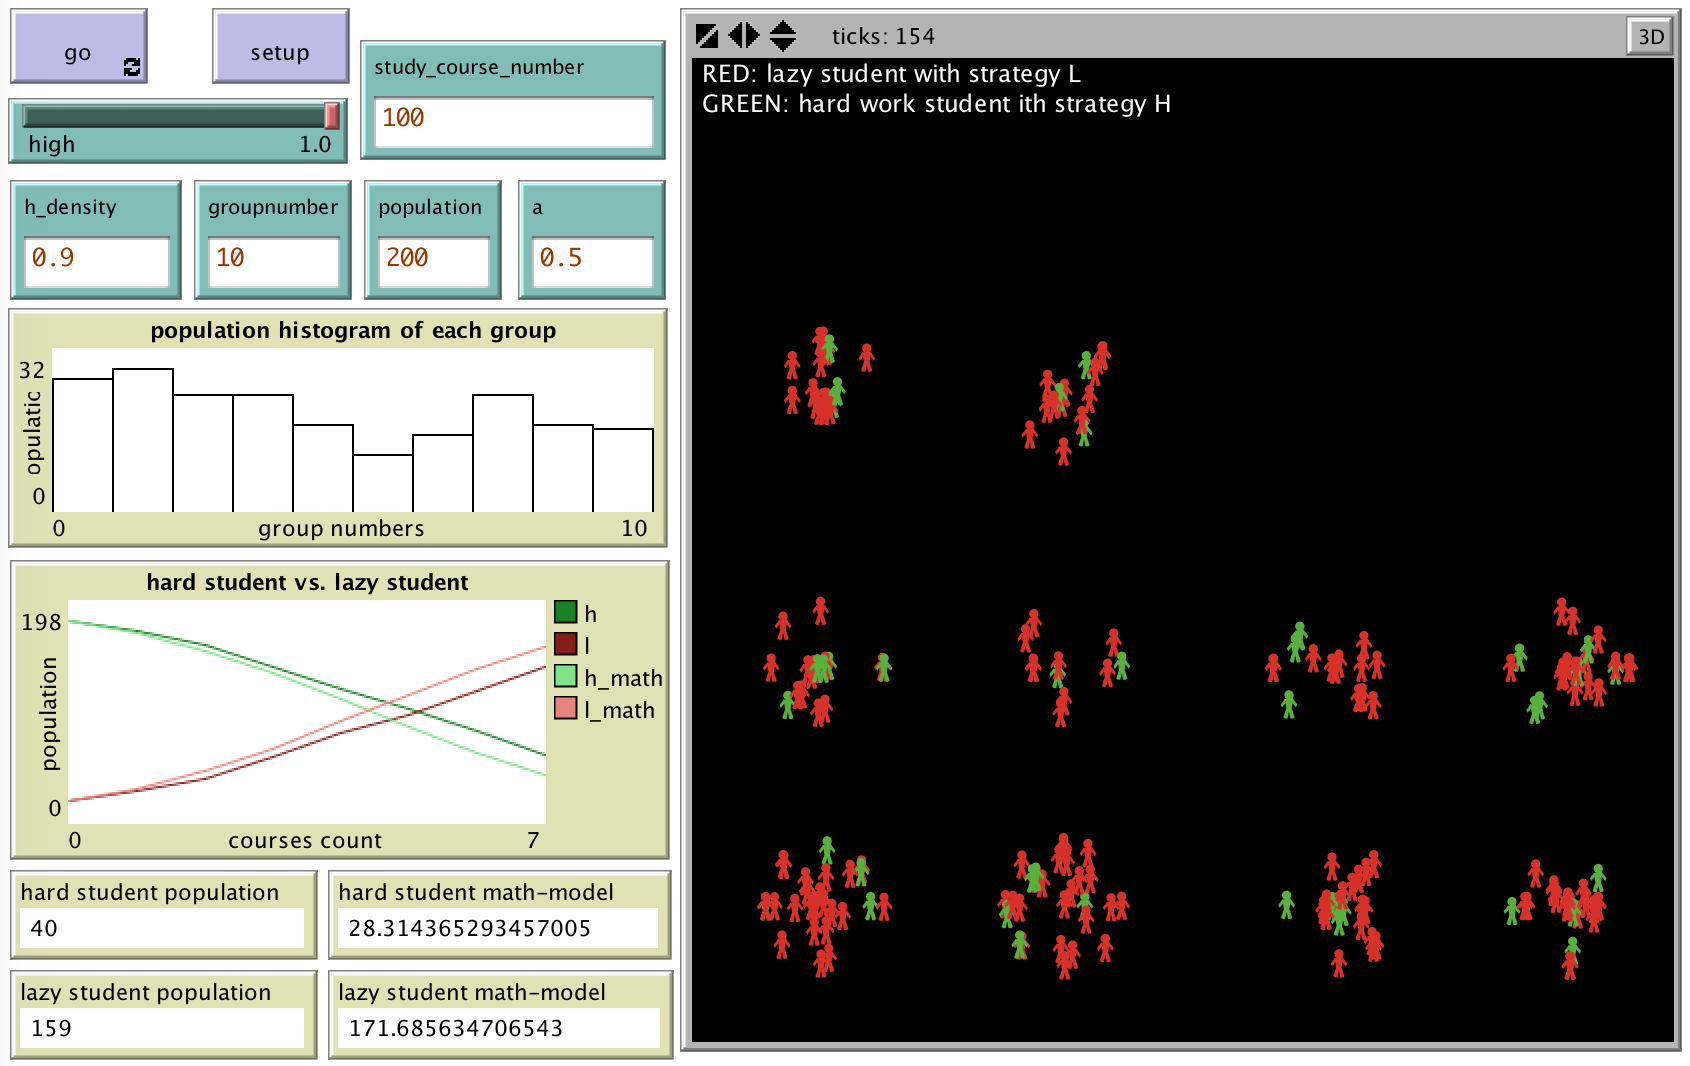 go
setup
study_course_number
100
high
1.0
h_density
0.9
groupnumber
10
population
200
a
0.5
population histogram of each group
32
opulatic
0
0
group numbers
10
hard student vs. lazy student
198
population
0
0
courses count
7
h
l
h_math
l_math
hard student population
40
hard student math-model
28.314365293457005
lazy student population
159
lazy student math-model
171.685634706543
ticks: 154
3D
RED: lazy student with strategy L
GREEN: hard work student ith strategy H